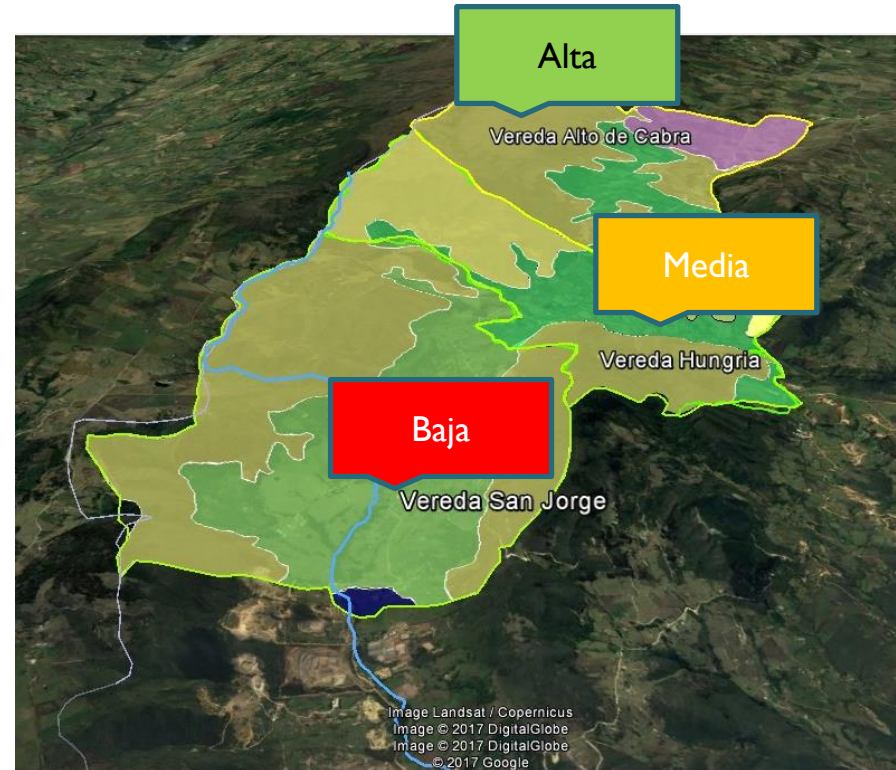 Alta
Vereda Alto de Cabra
Media
Vereda Hungria
Baja
Vereda San Jorge
Image Landsat / Copernicus
Image © 2017 DigitalGlobe
Image © 2017 DigitalGlobe
© 2017 Google